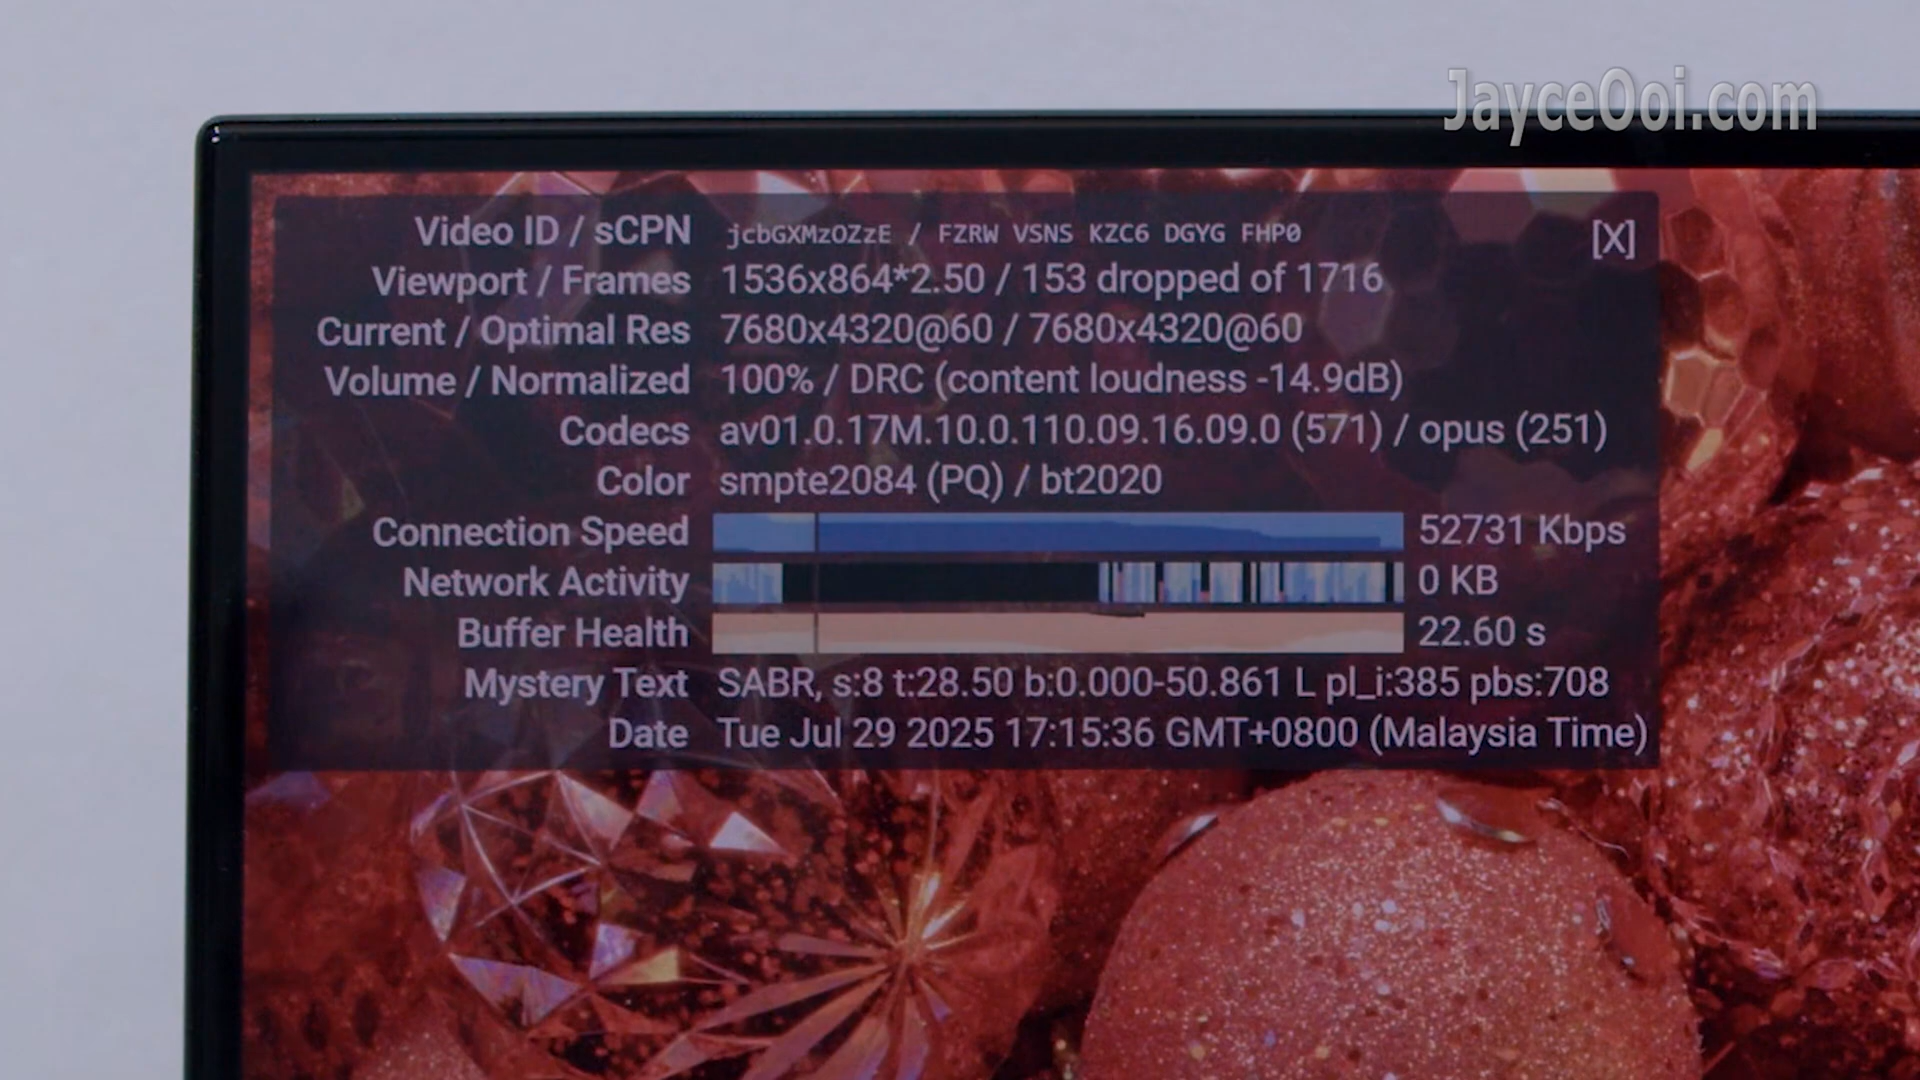 JayceOoi.com
Video ID / sCPN jcbGXMzOZzE / FZRW VSNS KZC6 DGYG FHP0
[X]
Viewport / Frames 1536x864*2.50 / 153 dropped of 1716
Current / Optimal Res 7680x4320@60 / 7680x4320@60
Volume / Normalized 100% / DRC (content loudness -14.9dB)
Codecs av01.0.17M.10.0.110.09.16.09.0 (571) / opus (251)
Color smpte2084 (PQ) / bt2020
Connection Speed 52731 Kbps
Network Activity 0 KB
Buffer Health 22.60 s
Mystery Text SABR, s:8 t:28.50 b:0.000-50.861 L pl_i:385 pbs:708
Date Tue Jul 29 2025 17:15:36 GMT+0800 (Malaysia Time)